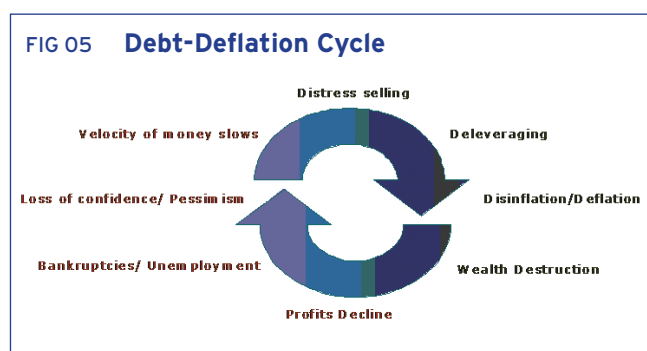 FIG 05 Debt-Deflation Cycle
Distress selling
Velocity of money slows
Deleveraging
Loss of confidence/ Pessimism
Disinflation/Deflation
Bankruptcies/ Unemployment
Wealth Destruction
Profits Decline